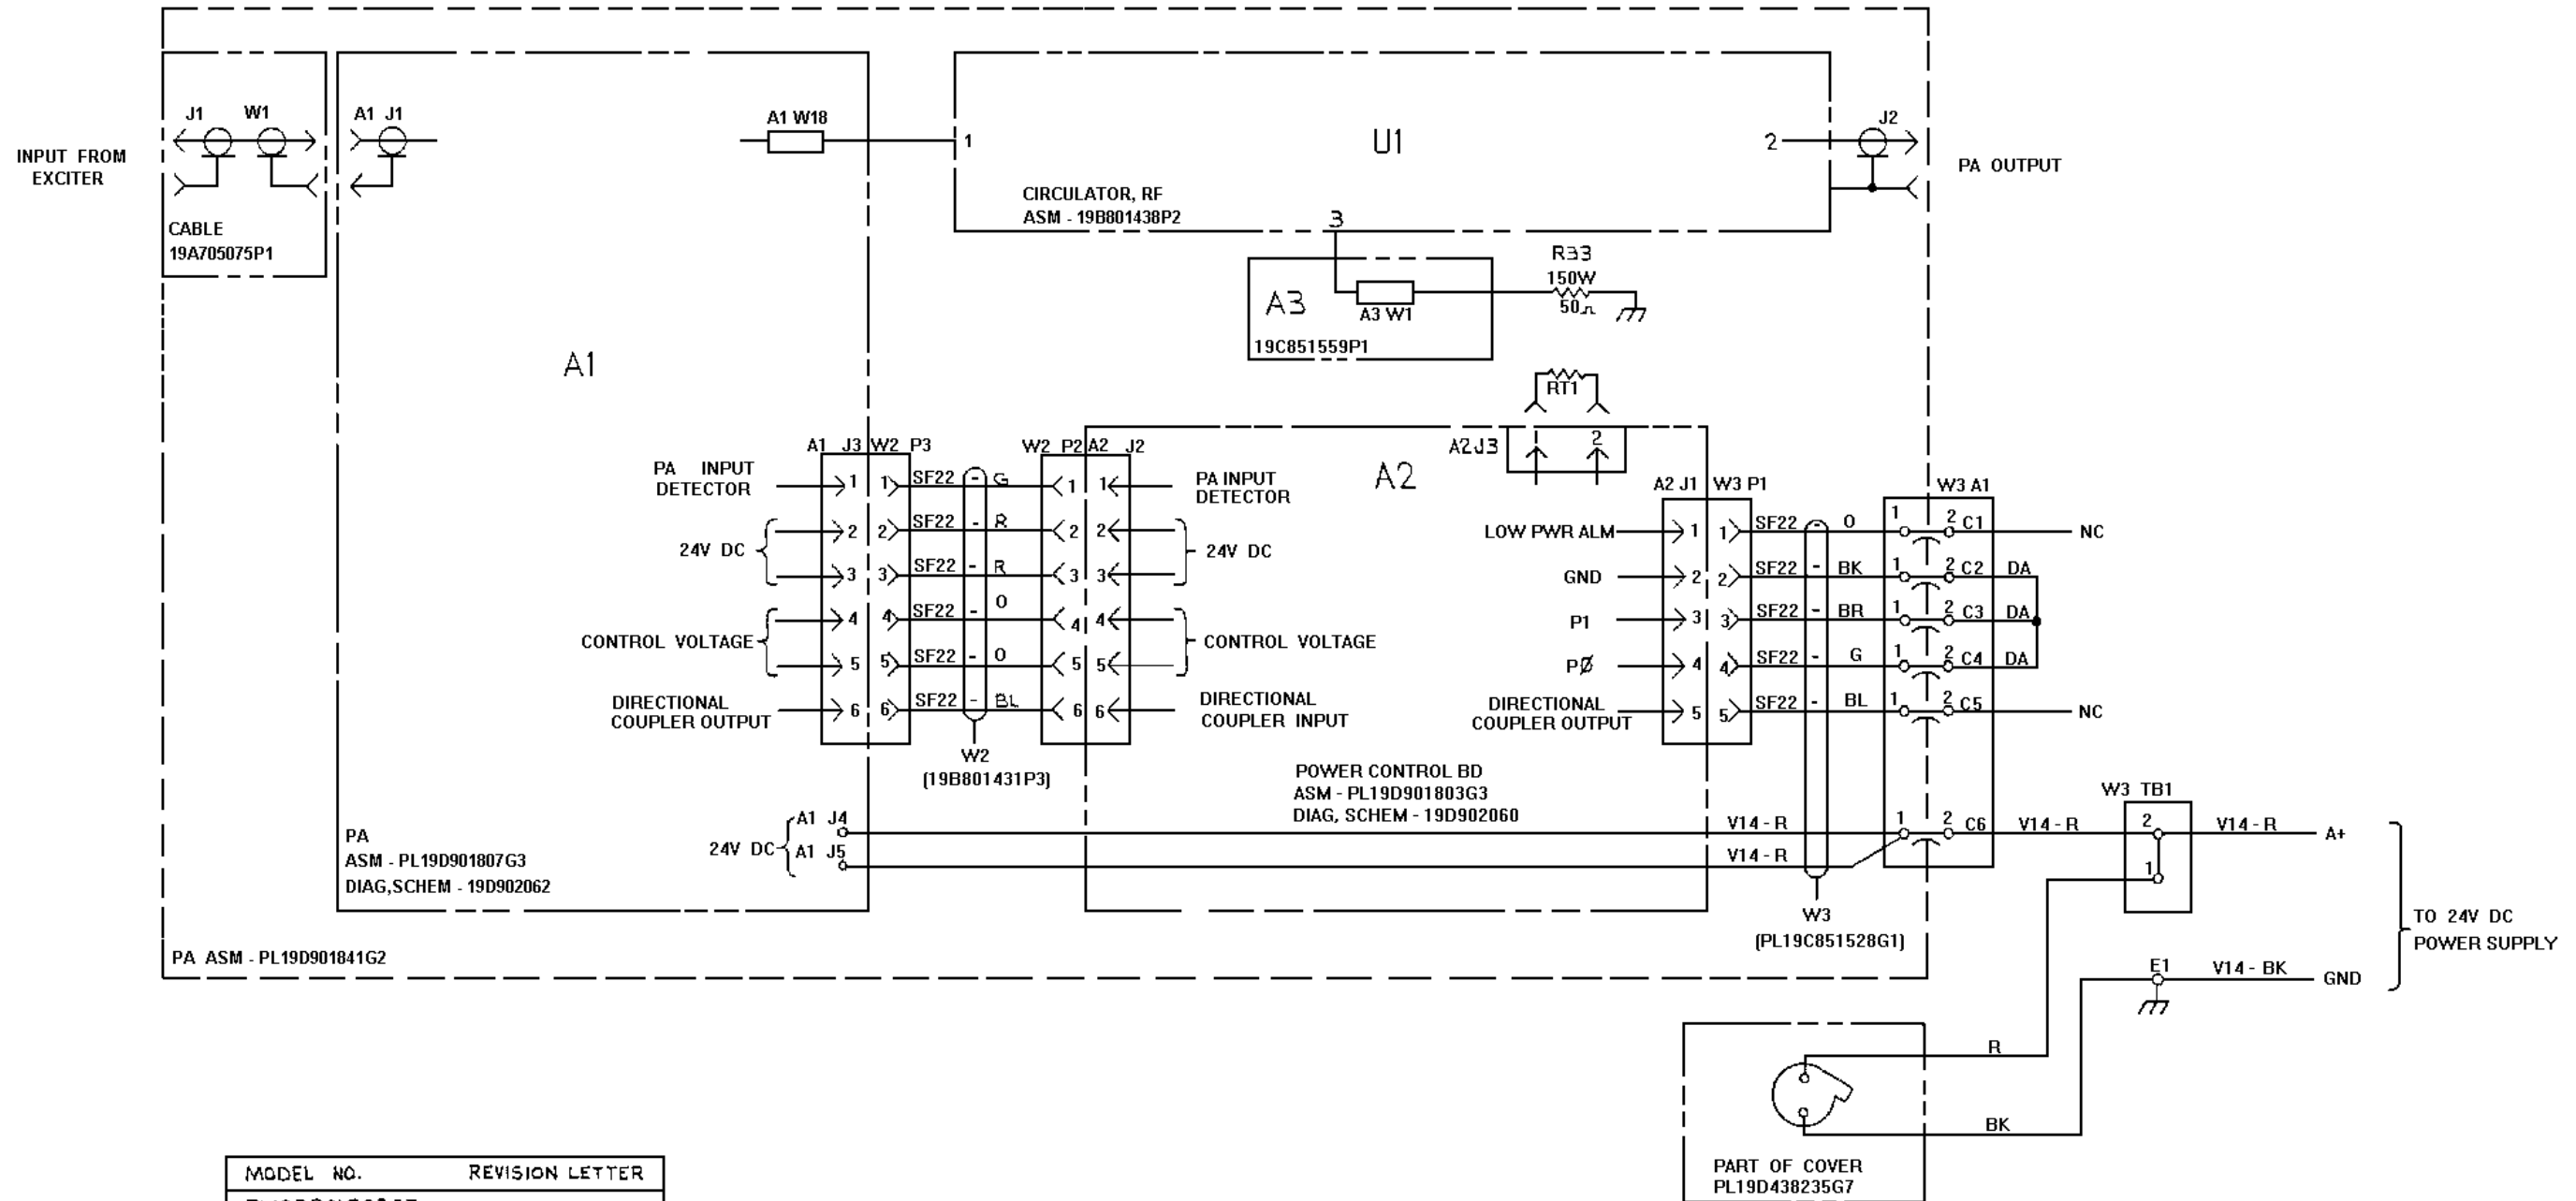 J1 W1
A1 J1
INPUT FROM
EXCITER
CABLE
19A705075P1
A1 W18
1
U1
2
J2
PA OUTPUT
CIRCULATOR, RF
ASM - 19B801438P2
3
A3
A3 W1
19C851559P1
R33
150W
50Ω
A1
RT1
A2J3
1 2
A2
A1 J3 W2 P3
W2 P2 A2 J2
PA INPUT
DETECTOR
1 1 SF22 - G 1 1
PA INPUT
DETECTOR
24V DC
2 2 SF22 - R 2 2
3 3 SF22 - R 3 3
24V DC
CONTROL VOLTAGE
4 4 SF22 - O 4 4
5 5 SF22 - O 5 5
CONTROL VOLTAGE
DIRECTIONAL
COUPLER OUTPUT
6 6 SF22 - BL 6 6
DIRECTIONAL
COUPLER INPUT
W2
(19B801431P3)
A2 J1 W3 P1
W3 A1
LOW PWR ALM 1 1 SF22 - O 1 2 C1 NC
GND 2 2 SF22 - BK 1 2 C2 DA
P1 3 3 SF22 - BR 1 2 C3 DA
PØ 4 4 SF22 - G 1 2 C4 DA
DIRECTIONAL
COUPLER OUTPUT
5 5 SF22 - BL 1 2 C5 NC
POWER CONTROL BD
ASM - PL19D901803G3
DIAG, SCHEM - 19D902060
PA
ASM - PL19D901807G3
DIAG,SCHEM - 19D902062
24V DC
A1 J4
A1 J5
V14 - R 1 2 C6 V14 - R
V14 - R
W3 TB1
2
1
V14 - R A+
W3
(PL19C851528G1)
TO 24V DC
POWER SUPPLY
PA ASM - PL19D901841G2
E1 V14 - BK GND
R
BK
PART OF COVER
PL19D438235G7
MODEL NO. REVISION LETTER